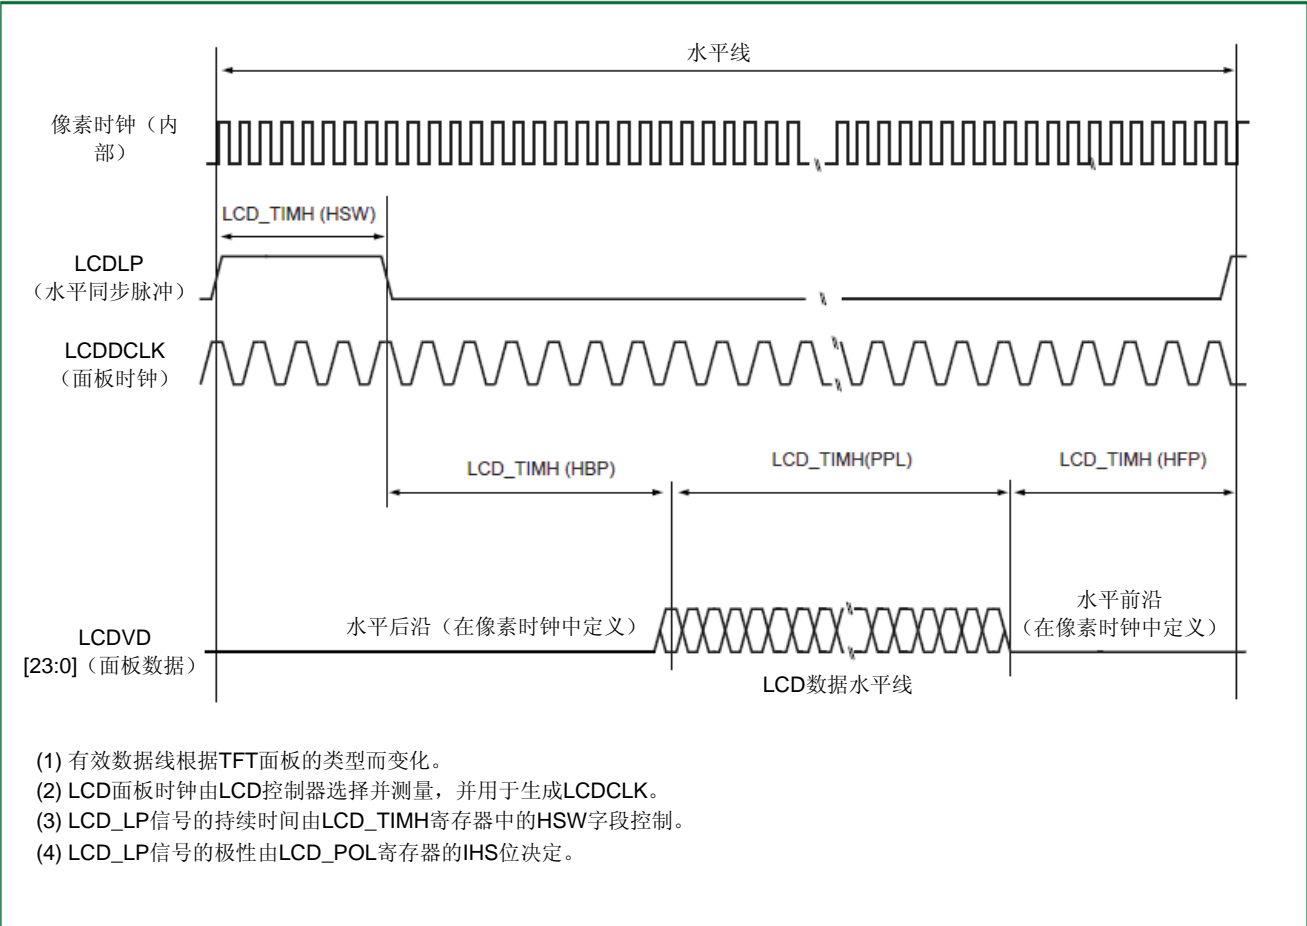 水平线
像素时钟（内
部）
LCD_TIMH (HSW)
LCDLP
（水平同步脉冲）
LCDDCLK
（面板时钟）
LCD_TIMH (HBP)
LCD_TIMH(PPL)
LCD_TIMH (HFP)
水平后沿（在像素时钟中定义）
水平前沿
（在像素时钟中定义）
LCDVD
[23:0]（面板数据）
LCD数据水平线
(1) 有效数据线根据TFT面板的类型而变化。
(2) LCD面板时钟由LCD控制器选择并测量，并用于生成LCDCLK。
(3) LCD_LP信号的持续时间由LCD_TIMH寄存器中的HSW字段控制。
(4) LCD_LP信号的极性由LCD_POL寄存器的IHS位决定。